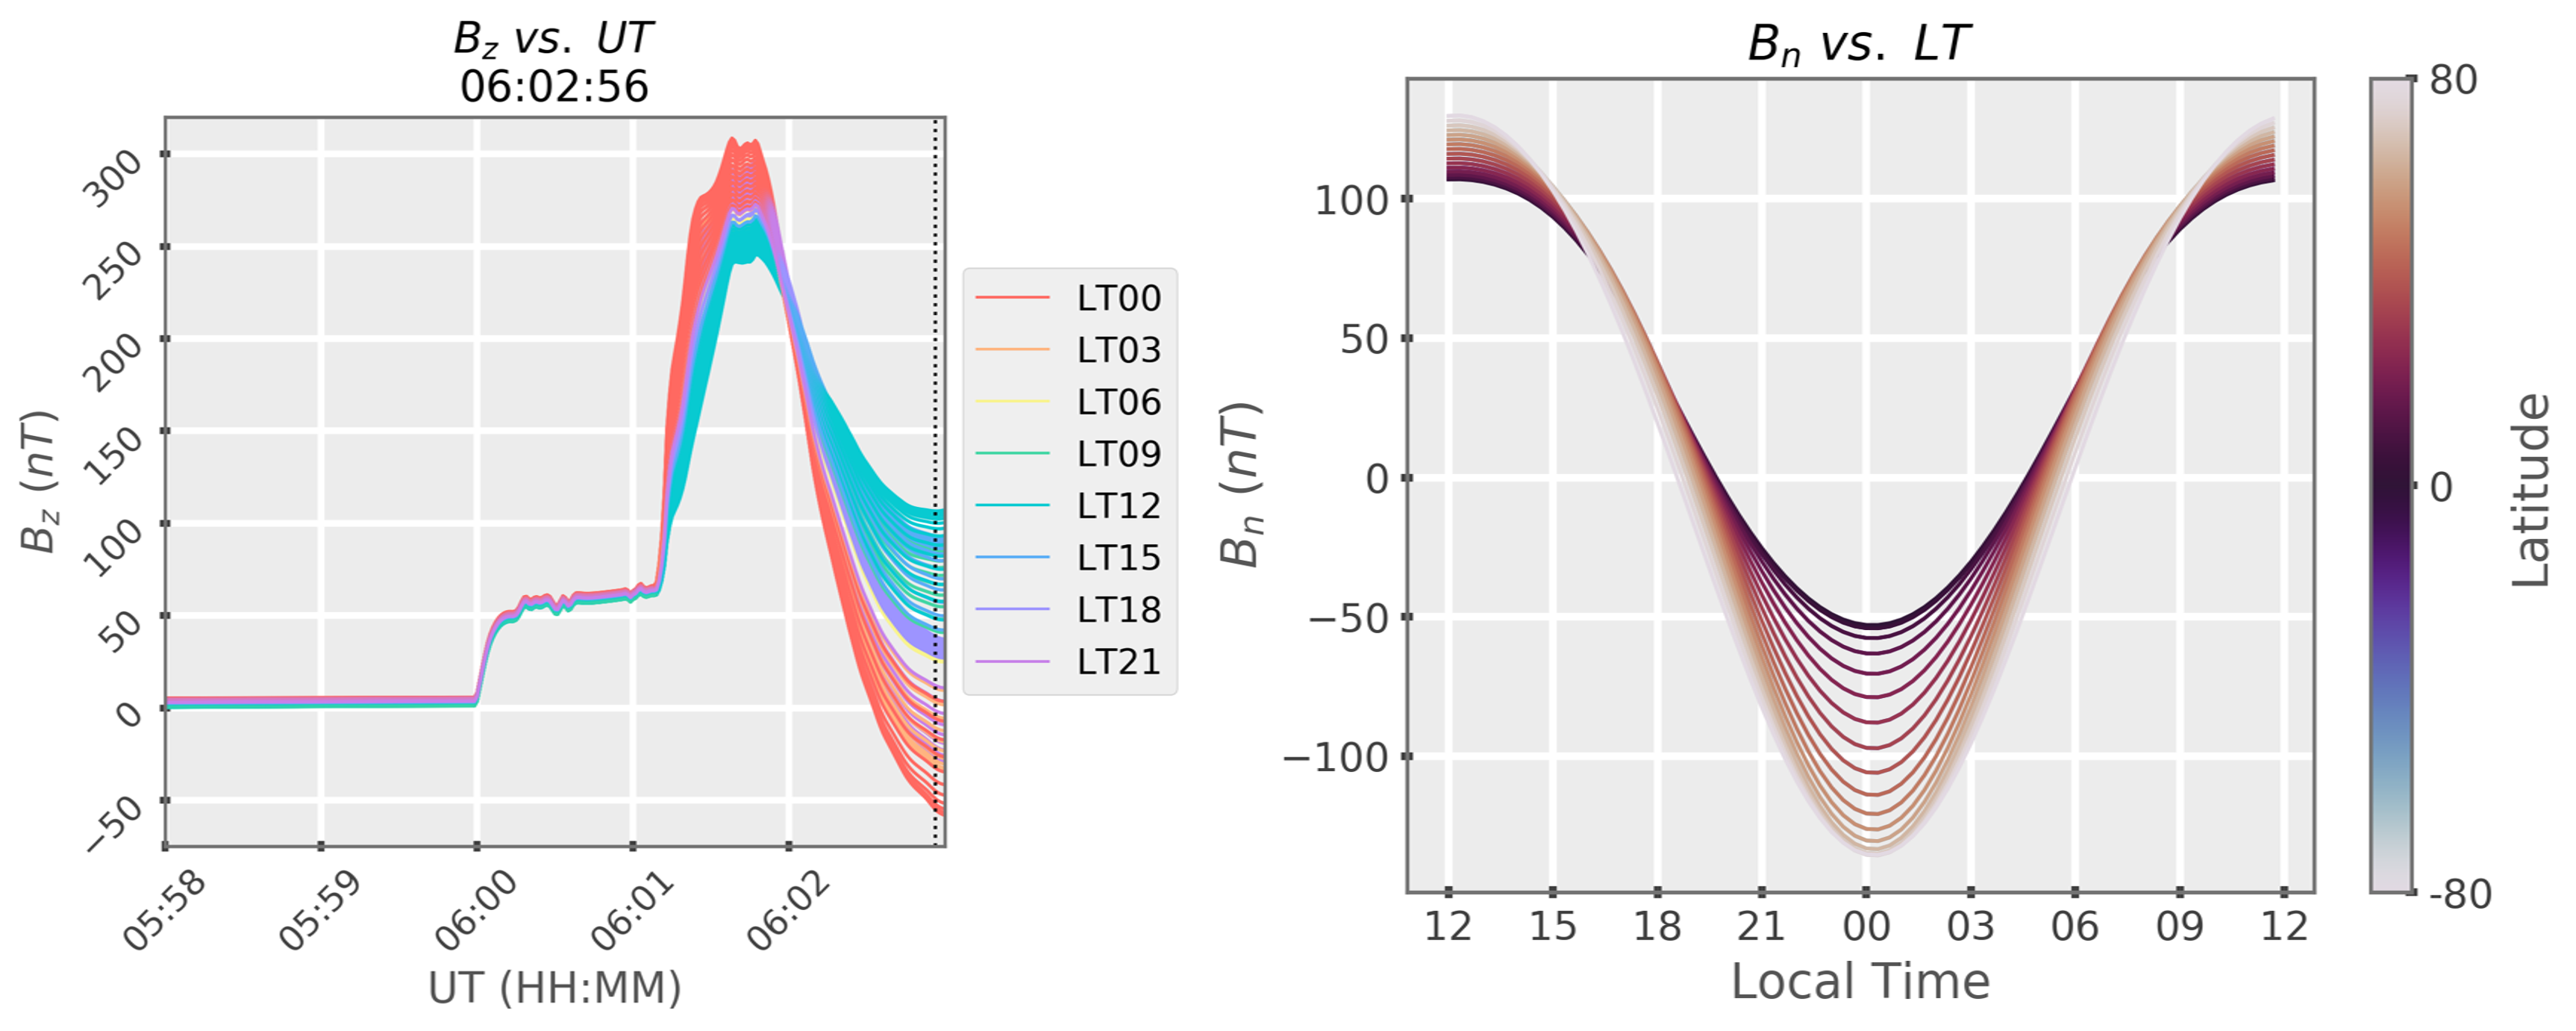 B_z vs. UT
06:02:56
B_z (nT)
300
250
200
150
100
50
0
−50
05:58
05:59
06:00
06:01
06:02
UT (HH:MM)
LT00
LT03
LT06
LT09
LT12
LT15
LT18
LT21
B_n vs. LT
B_n (nT)
100
50
0
−50
−100
12
15
18
21
00
03
06
09
12
Local Time
80
0
-80
Latitude